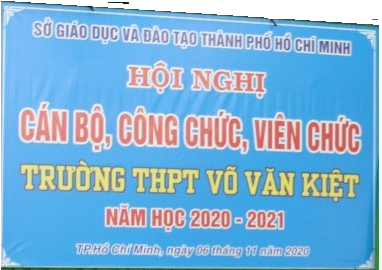 SỞ GIÁO DỤC VÀ ĐÀO TẠO THÀNH PHỐ HỒ CHÍ MINH
HỘI NGHỊ
CÁN BỘ, CÔNG CHỨC, VIÊN CHỨC
TRƯỜNG THPT VÕ VĂN KIỆT
NĂM HỌC 2020 - 2021
TP.Hồ Chí Minh, ngày 06 tháng 11 năm 2020